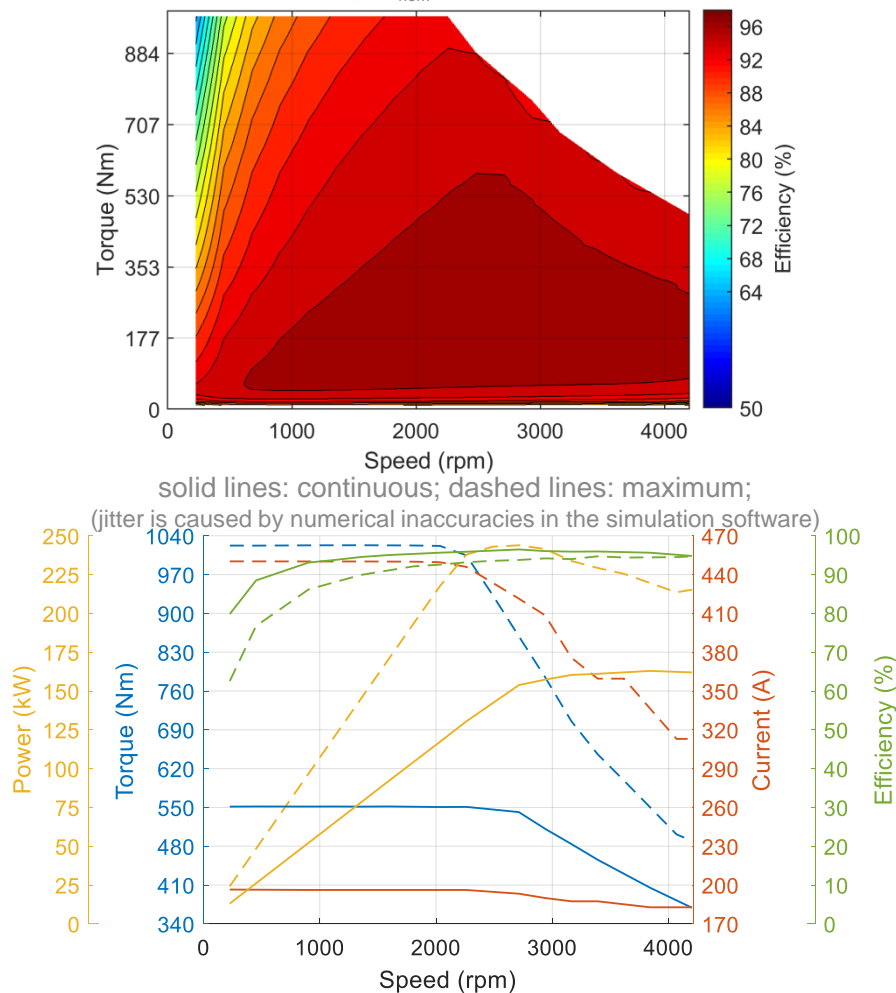 884
707
530
353
177
0
Torque (Nm)
0 1000 2000 3000 4000
Speed (rpm)
96
92
88
84
80
76
72
68
64
50
Efficiency (%)
solid lines: continuous; dashed lines: maximum;
(jitter is caused by numerical inaccuracies in the simulation software)
250 1040 470 100
225 970 440 90
200 900 410 80
175 830 380 70
150 760 350 60
125 690 320 50
100 620 290 40
75 550 260 30
50 480 230 20
25 410 200 10
0 340 170 0
Power (kW)
Torque (Nm)
Current (A)
Efficiency (%)
0 1000 2000 3000 4000
Speed (rpm)